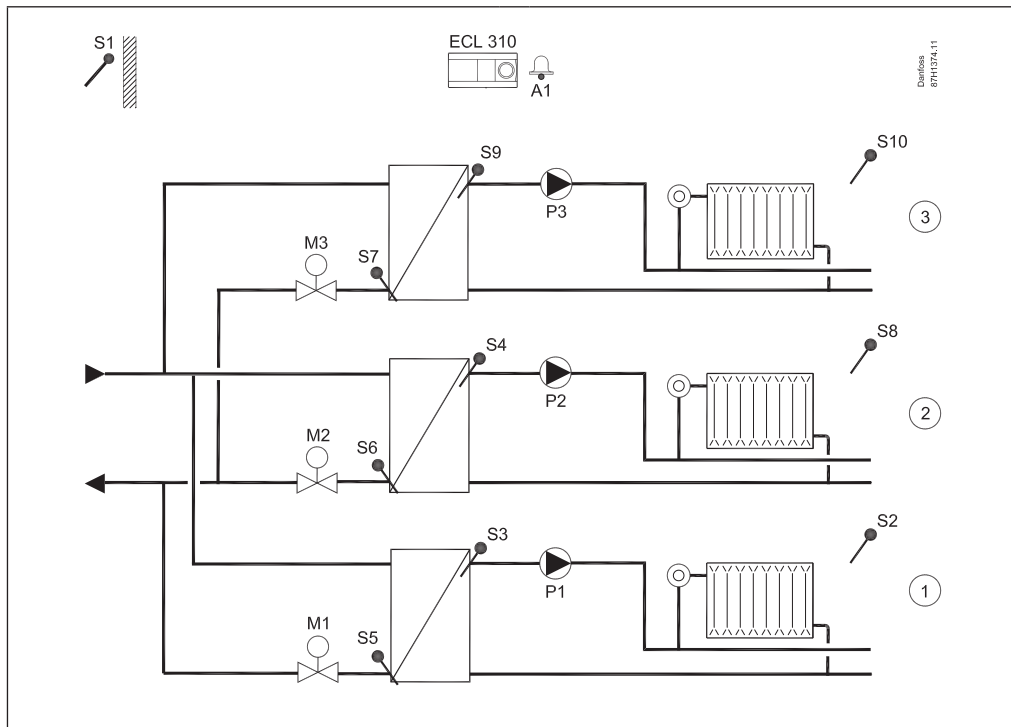 S1
ECL 310
A1
Danfoss
87H1374.11
S10
S9
P3
3
M3
S7
S8
S4
P2
2
M2
S6
S2
S3
P1
1
M1
S5